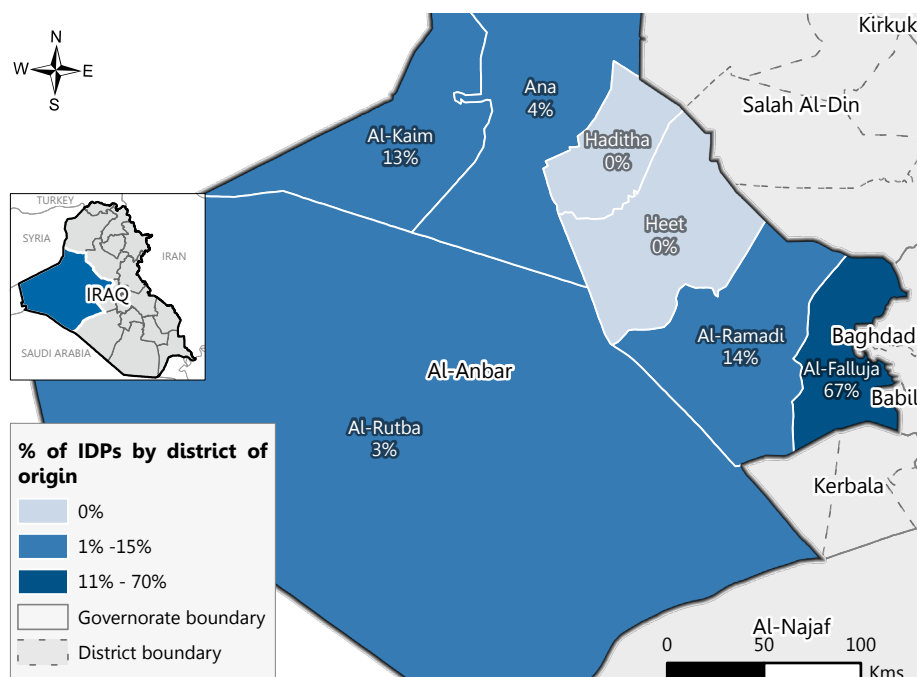 N
W
E
S
Kirkuk
Salah Al-Din
Ana
4%
Al-Kaim
13%
Haditha
0%
Heet
0%
TURKEY
SYRIA
IRAN
IRAQ
SAUDI ARABIA
Al-Ramadi
14%
Baghdad
Al-Falluja
67%
Babil
Al-Anbar
Al-Rutba
3%
Kerbala
Al-Najaf
% of IDPs by district of
origin
0%
1% -15%
11% - 70%
Governorate boundary
District boundary
0 50 100
Kms